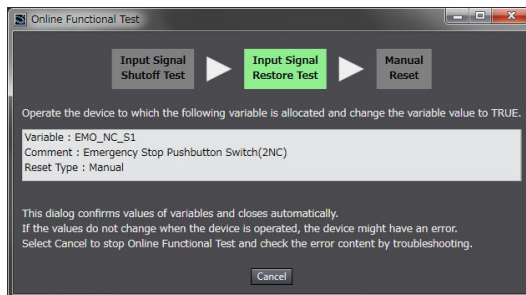 Online Functional Test
Input Signal
Shutoff Test
Input Signal
Restore Test
Manual
Reset
Operate the device to which the following variable is allocated and change the variable value to TRUE.
Variable : EMO_NC_S1
Comment : Emergency Stop Pushbutton Switch(2NC)
Reset Type : Manual
This dialog confirms values of variables and closes automatically.
If the values do not change when the device is operated, the device might have an error.
Select Cancel to stop Online Functional Test and check the error content by troubleshooting.
Cancel